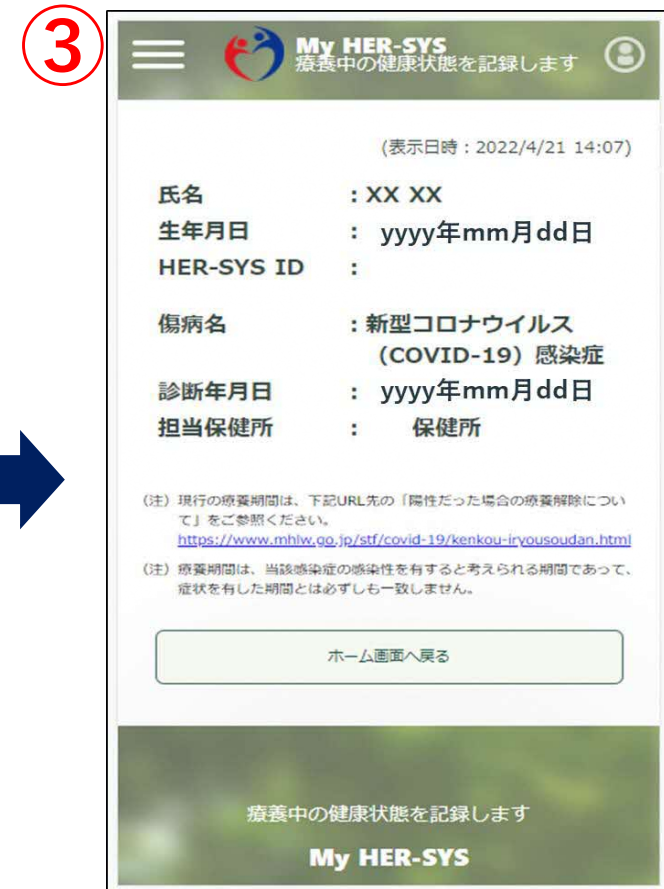 ③
My HER-SYS
療養中の健康状態を記録します
(表示日時：2022/4/21 14:07)
氏名 ：XX XX
生年月日 ： yyyy年mm月dd日
HER-SYS ID ：
傷病名 ：新型コロナウイルス
（COVID-19）感染症
診断年月日 ： yyyy年mm月dd日
担当保健所 ： 保健所
（注）現行の療養期間は、下記URL先の「陽性だった場合の療養解除につい
て」をご参照ください。
https://www.mhlw.go.jp/stf/covid-19/kenkou-iryousoudan.html
（注）療養期間は、当該感染症の感染性を有すると考えられる期間であって、
症状を有した期間とは必ずしも一致しません。
ホーム画面へ戻る
療養中の健康状態を記録します
My HER-SYS